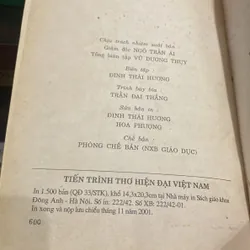 Chịu trách nhiệm xuất bản :
Giám đốc NGÔ TRẦN ÁI
Tổng biên tập VŨ DƯƠNG THỤY
Biên tập :
ĐINH THÁI HƯƠNG
Trình bày bìa :
TRẦN ĐẠI THẮNG
Sửa bản in :
ĐINH THÁI HƯƠNG
HOA PHƯỢNG
Chế bản :
PHÒNG CHẾ BẢN (NXB GIÁO DỤC)
TIẾN TRÌNH THƠ HIỆN ĐẠI VIỆT NAM
In 1.500 bản (QĐ 33/STK), khổ 14,3x20,3cm tại Nhà máy in Sách giáo khoa
Đông Anh - Hà Nội. Số in: 222/42. Số XB: 222/42-01.
In xong và nộp lưu chiểu tháng 11 năm 2001.